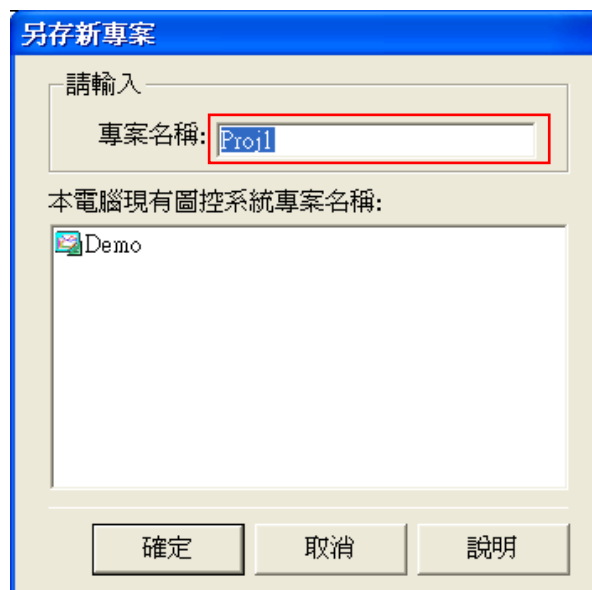 另存新專案
請輸入
專案名稱: Proj1
本電腦現有圖控系統專案名稱:
Demo
確定 取消 說明